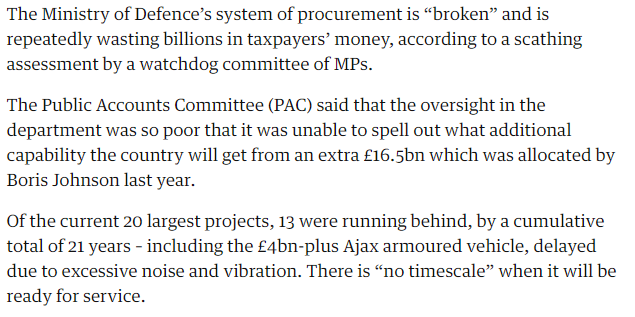 The Ministry of Defence’s system of procurement is “broken” and is
repeatedly wasting billions in taxpayers’ money, according to a scathing
assessment by a watchdog committee of MPs.
The Public Accounts Committee (PAC) said that the oversight in the
department was so poor that it was unable to spell out what additional
capability the country will get from an extra £16.5bn which was allocated by
Boris Johnson last year.
Of the current 20 largest projects, 13 were running behind, by a cumulative
total of 21 years – including the £4bn-plus Ajax armoured vehicle, delayed
due to excessive noise and vibration. There is “no timescale” when it will be
ready for service.